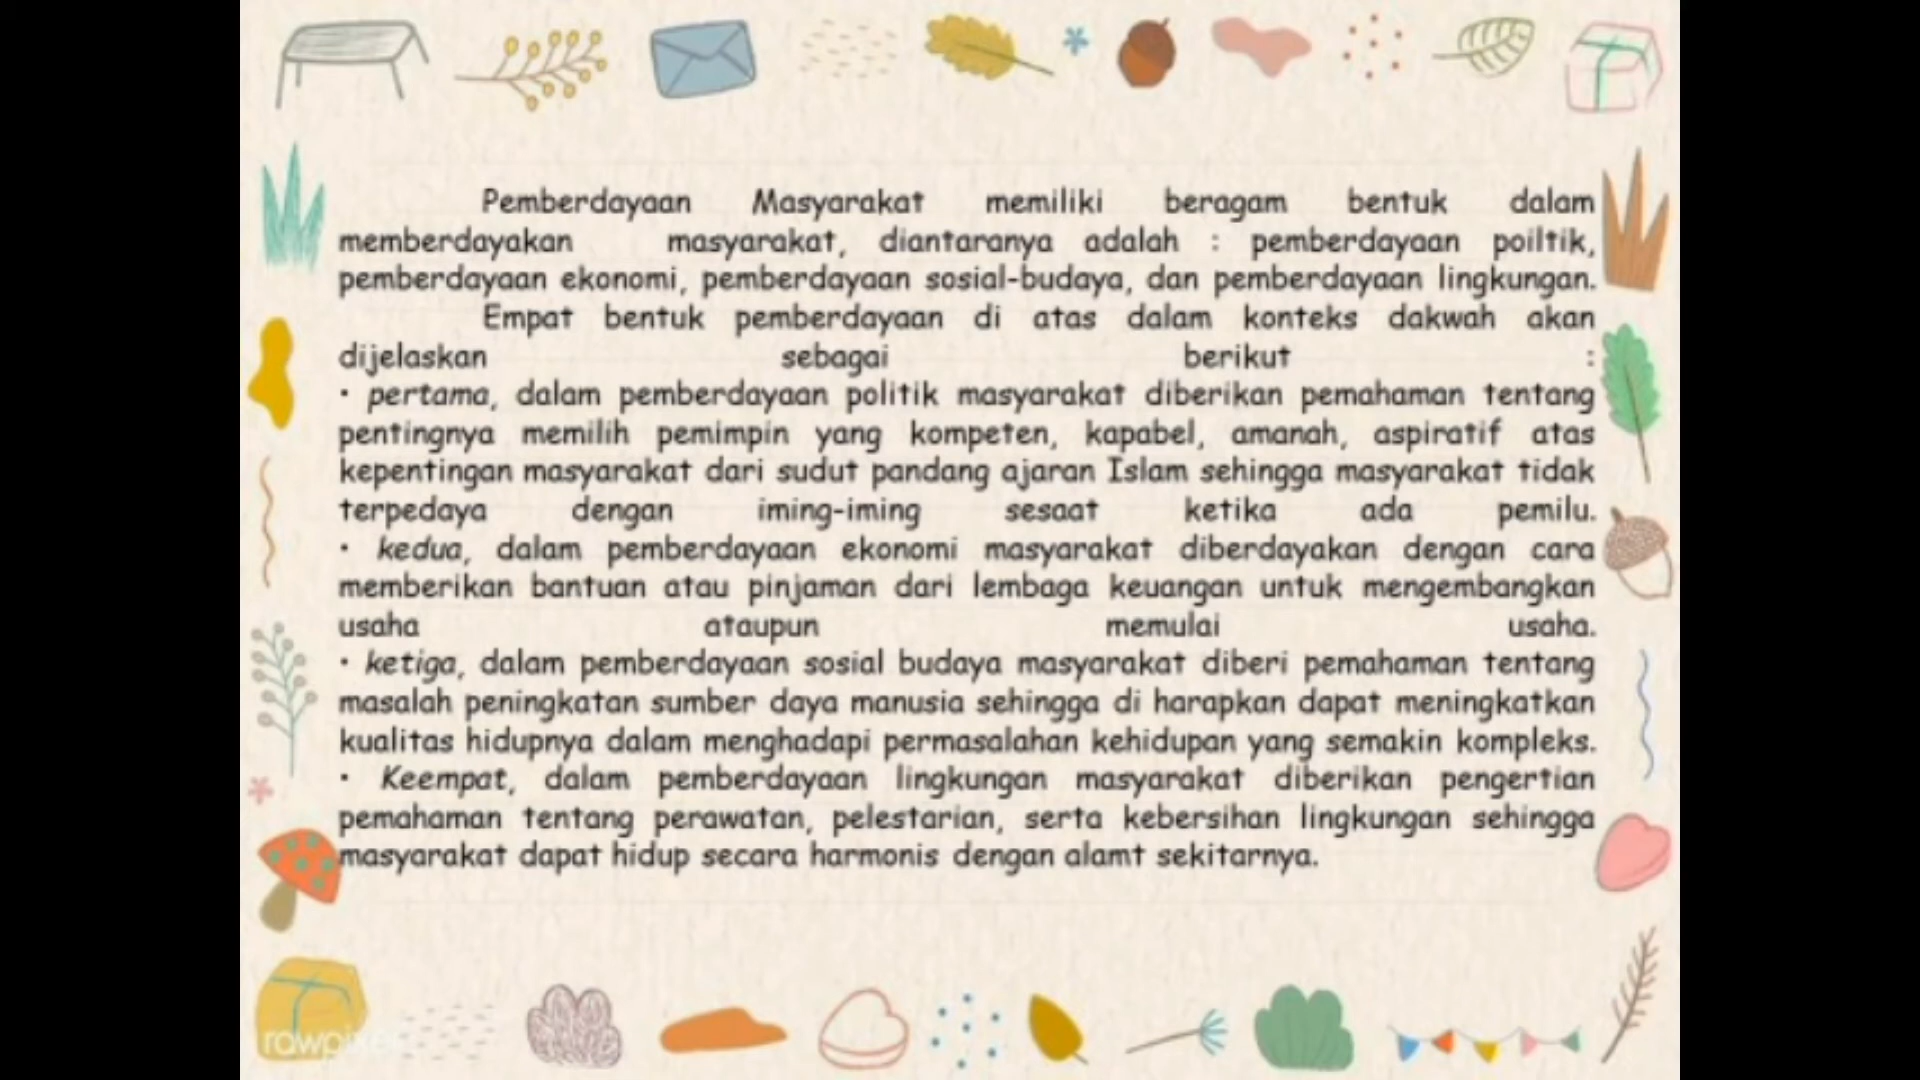 Pemberdayaan Masyarakat memiliki beragam bentuk dalam
memberdayakan masyarakat, diantaranya adalah : pemberdayaan poiltik,
pemberdayaan ekonomi, pemberdayaan sosial-budaya, dan pemberdayaan lingkungan.
Empat bentuk pemberdayaan di atas dalam konteks dakwah akan
dijelaskan sebagai berikut :
• pertama, dalam pemberdayaan politik masyarakat diberikan pemahaman tentang
pentingnya memilih pemimpin yang kompeten, kapabel, amanah, aspiratif atas
kepentingan masyarakat dari sudut pandang ajaran Islam sehingga masyarakat tidak
terpedaya dengan iming-iming sesaat ketika ada pemilu.
• kedua, dalam pemberdayaan ekonomi masyarakat diberdayakan dengan cara
memberikan bantuan atau pinjaman dari lembaga keuangan untuk mengembangkan
usaha ataupun memulai usaha.
• ketiga, dalam pemberdayaan sosial budaya masyarakat diberi pemahaman tentang
masalah peningkatan sumber daya manusia sehingga di harapkan dapat meningkatkan
kualitas hidupnya dalam menghadapi permasalahan kehidupan yang semakin kompleks.
• Keempat, dalam pemberdayaan lingkungan masyarakat diberikan pengertian
pemahaman tentang perawatan, pelestarian, serta kebersihan lingkungan sehingga
masyarakat dapat hidup secara harmonis dengan alamt sekitarnya.